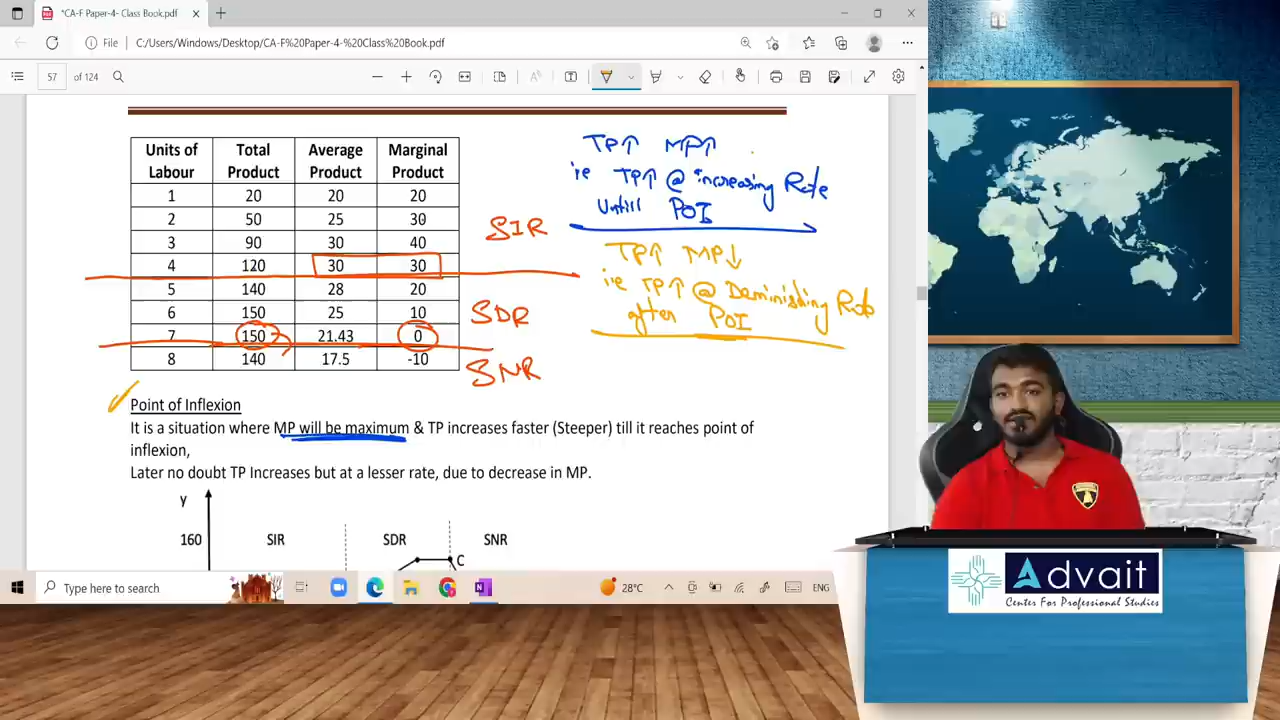 *CA-F Paper-4- Class Book.pdf
File
C:/Users/Windows/Desktop/CA-F%20Paper-4-%20Class%20Book.pdf
57 of 124
Units of Labour Total Product Average Product Marginal Product
1 20 20 20
2 50 25 30
3 90 30 40
4 120 30 30
5 140 28 20
6 150 25 10
7 150 21.43 0
8 140 17.5 -10
SIR
SDR
SNR
TP↑ MP↑
ie TP↑ @ increasing Rate
Untill POI
TP↑ MP↓
ie TP↑ @ Deminishing Rate
after POI
Point of Inflexion
It is a situation where MP will be maximum & TP increases faster (Steeper) till it reaches point of
inflexion,
Later no doubt TP Increases but at a lesser rate, due to decrease in MP.
y
160 SIR SDR SNR
C
Type here to search
28°C
ENG
Advait
Center For Professional Studies